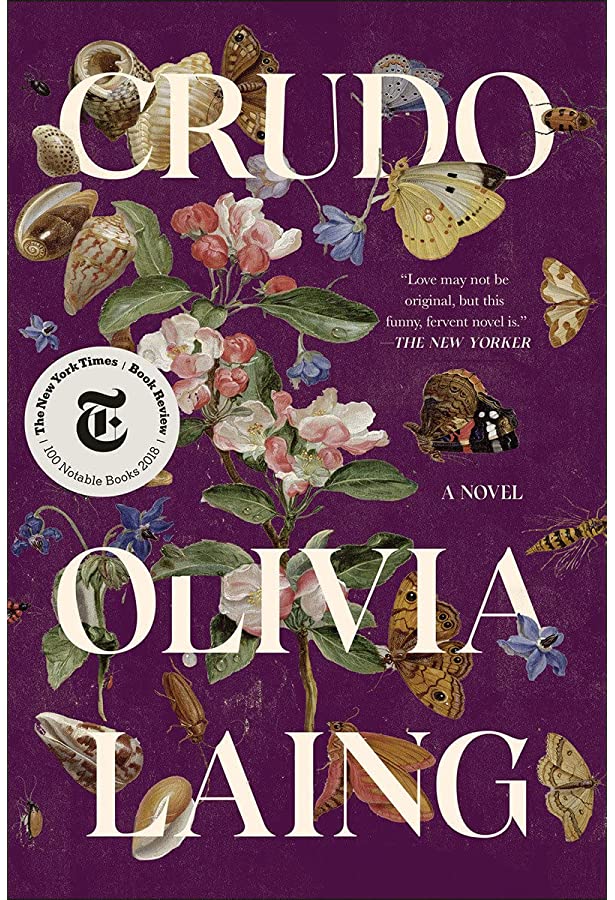 CRUDO
“Love may not be
original, but this
funny, fervent novel is.”
—THE NEW YORKER
The New York Times | Book Review
| 100 Notable Books 2018 |
T
A NOVEL
OLIVIA
LAING